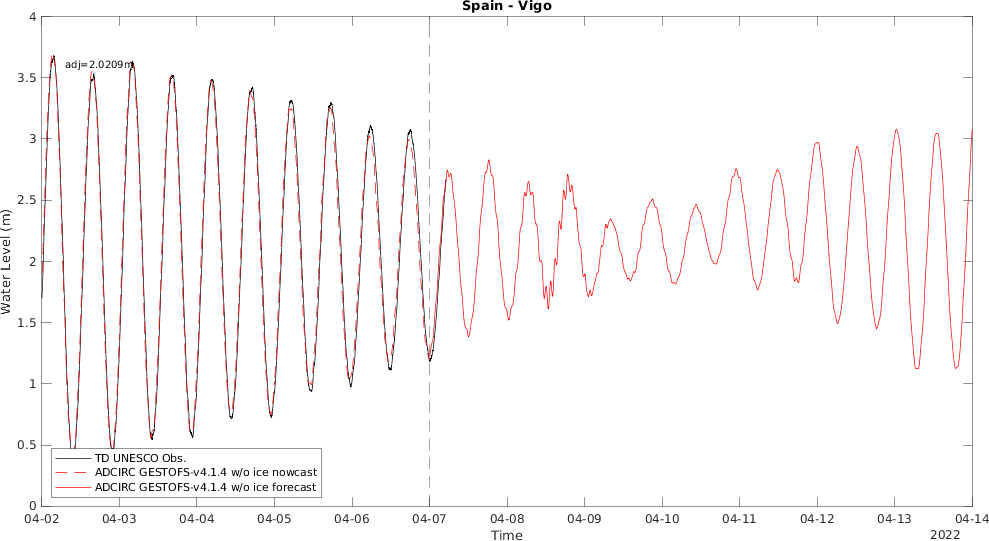 Spain - Vigo
4
3.5
3
2.5
2
1.5
1
0.5
0
Water Level (m)
adj=2.0209m
TD UNESCO Obs.
ADCIRC GESTOFS-v4.1.4 w/o ice nowcast
ADCIRC GESTOFS-v4.1.4 w/o ice forecast
04-02 04-03 04-04 04-05 04-06 04-07 04-08 04-09 04-10 04-11 04-12 04-13 04-14
Time
2022